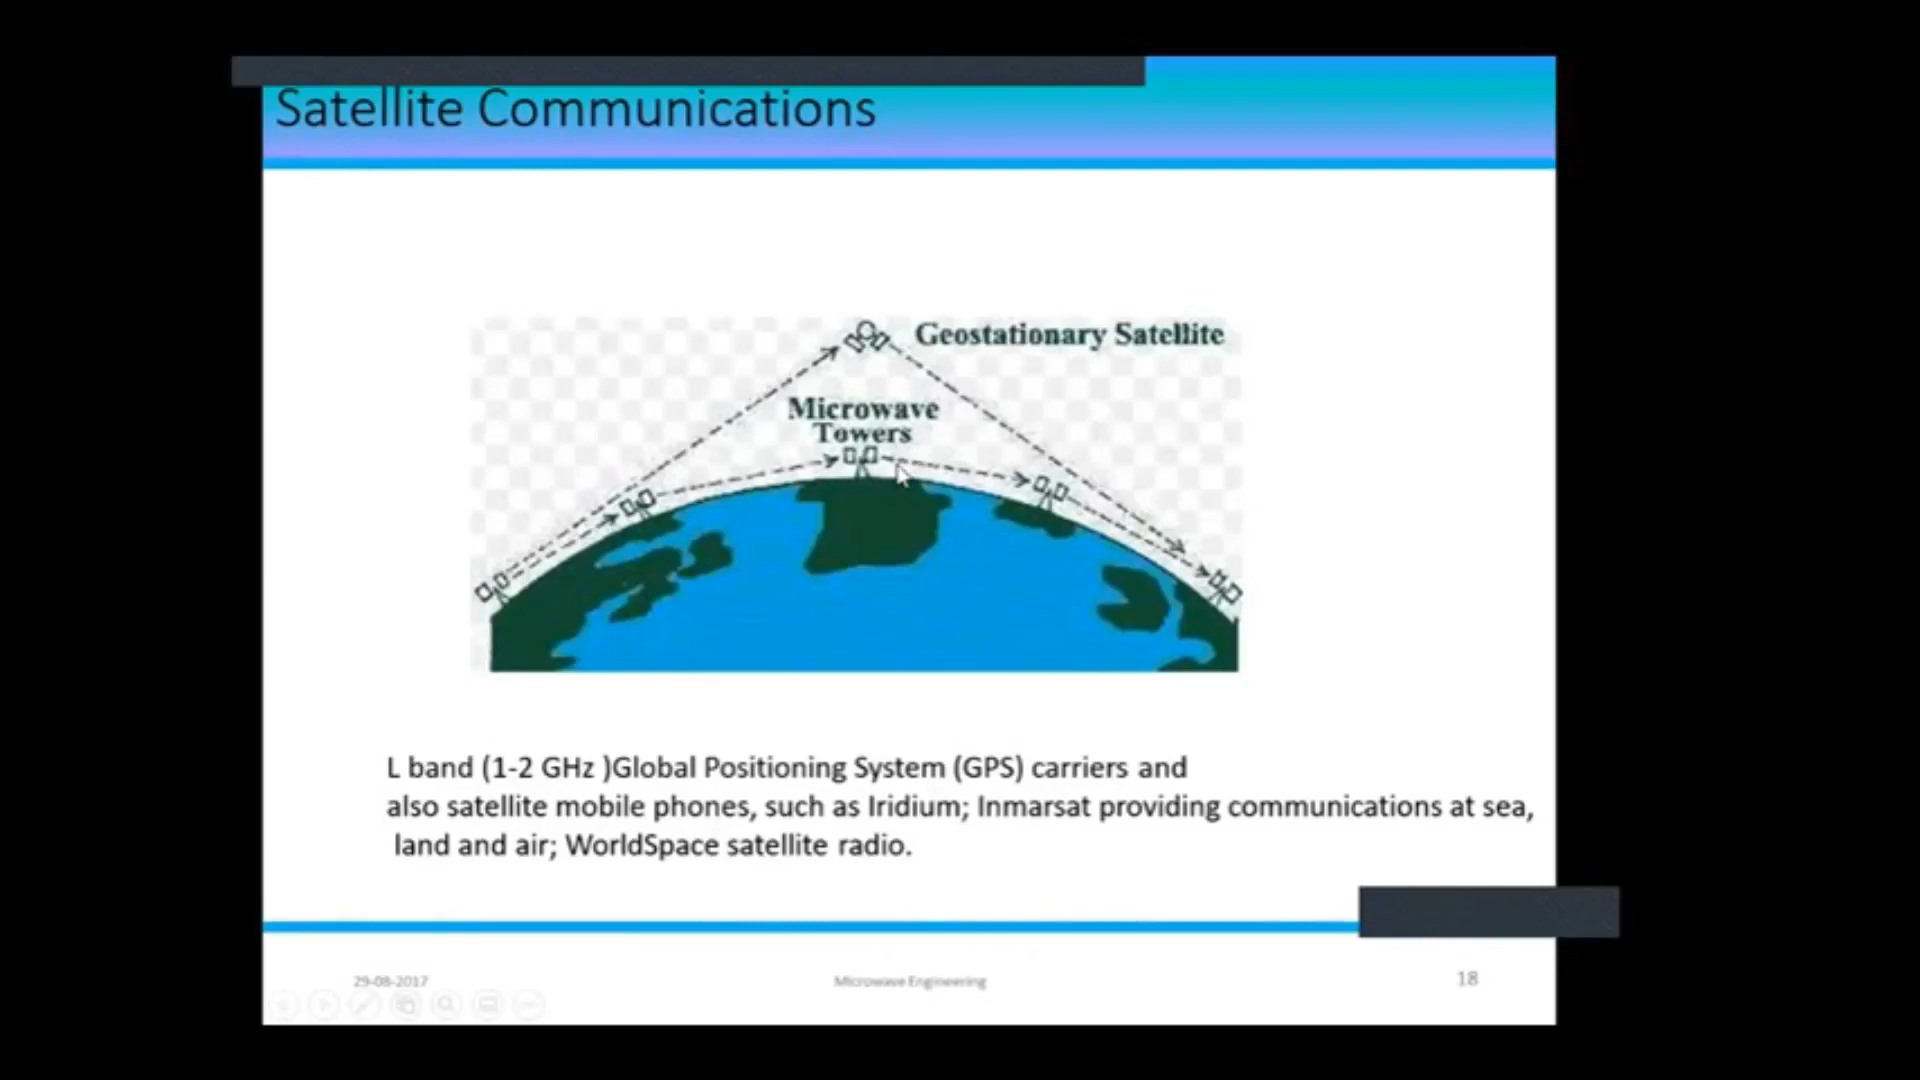 Satellite Communications
Geostationary Satellite
Microwave
Towers
L band (1-2 GHz )Global Positioning System (GPS) carriers and
also satellite mobile phones, such as Iridium; Inmarsat providing communications at sea,
land and air; WorldSpace satellite radio.
29-08-2017
Microwave Engineering
18